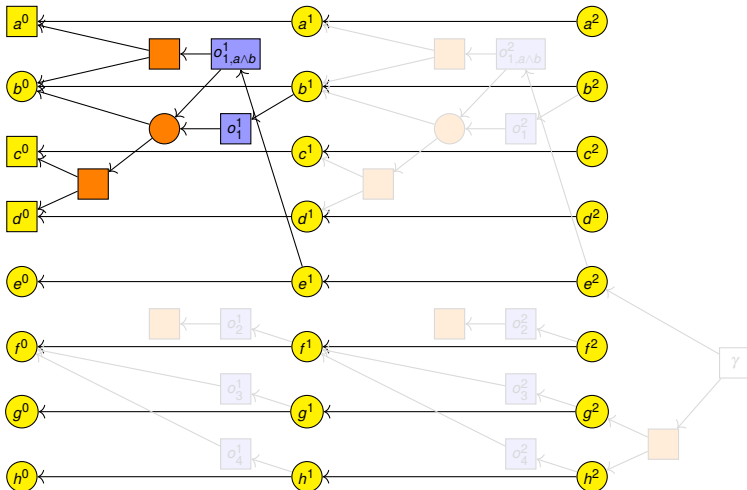 a⁰ a¹ a²
o¹₁,a∧b o²₁,a∧b
b⁰ b¹ b²
o¹₁ o²₁
c⁰ c¹ c²
d⁰ d¹ d²
e⁰ e¹ e²
o¹₂ o²₂
f⁰ f¹ f²
γ
o¹₃ o²₃
g⁰ g¹ g²
o¹₄ o²₄
h⁰ h¹ h²